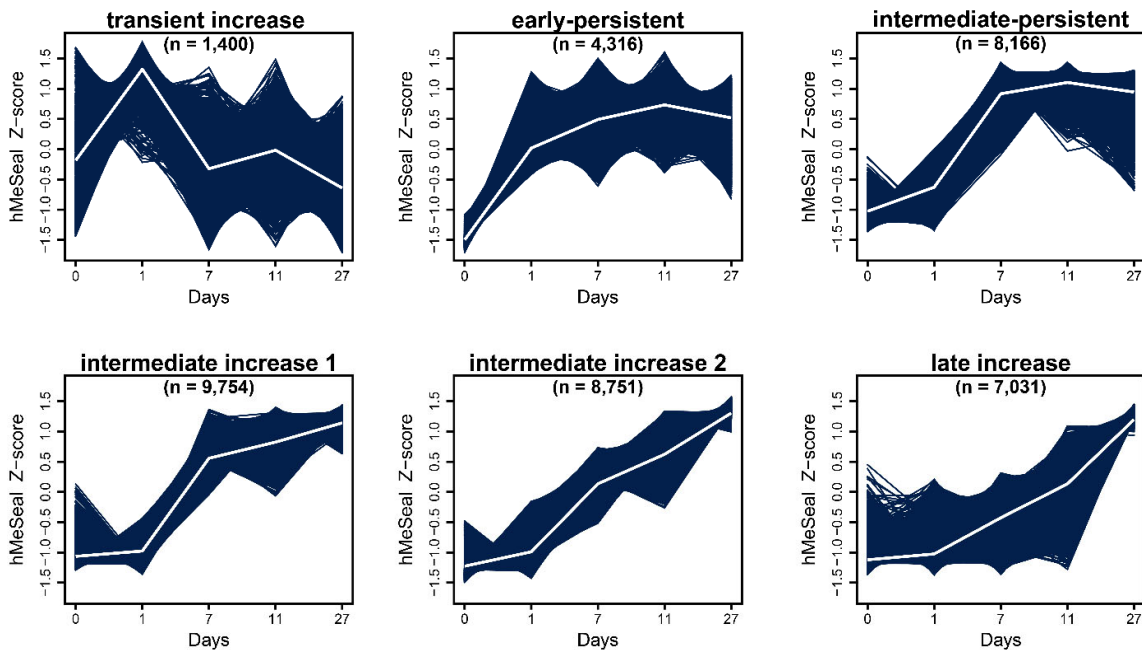 transient increase
(n = 1,400)
hMeSeal Z−score
1.5
1.0
0.5
0.0
−0.5
−1.0
−1.5
0 1 7 11 27
Days
early-persistent
(n = 4,316)
hMeSeal Z−score
1.5
1.0
0.5
0.0
−0.5
−1.0
−1.5
0 1 7 11 27
Days
intermediate-persistent
(n = 8,166)
hMeSeal Z−score
1.5
1.0
0.5
0.0
−0.5
−1.0
−1.5
0 1 7 11 27
Days
intermediate increase 1
(n = 9,754)
hMeSeal Z−score
1.5
1.0
0.5
0.0
−0.5
−1.0
−1.5
0 1 7 11 27
Days
intermediate increase 2
(n = 8,751)
hMeSeal Z−score
1.5
1.0
0.5
0.0
−0.5
−1.0
−1.5
0 1 7 11 27
Days
late increase
(n = 7,031)
hMeSeal Z−score
1.5
1.0
0.5
0.0
−0.5
−1.0
−1.5
0 1 7 11 27
Days